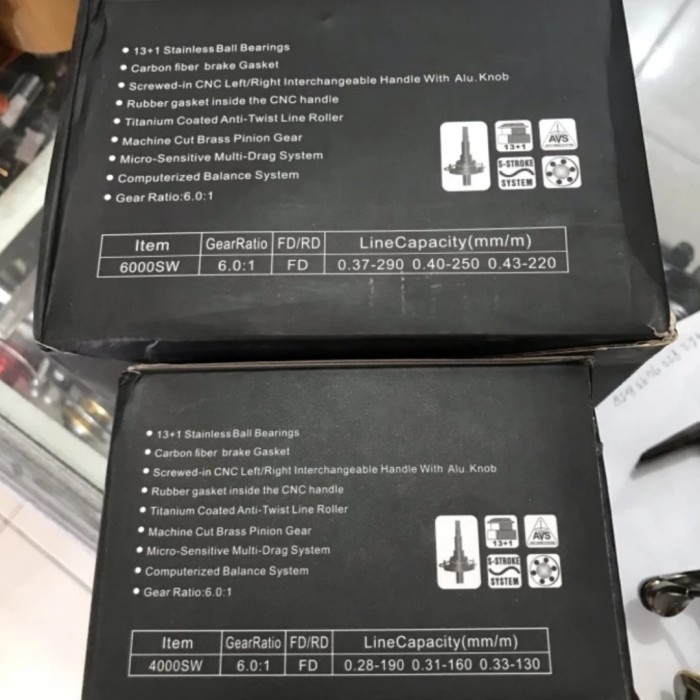 • 13+1 Stainless Ball Bearings
• Carbon fiber brake Gasket
• Screwed-in CNC Left/Right Interchangeable Handle With Alu.Knob
• Rubber gasket inside the CNC handle
• Titanium Coated Anti-Twist Line Roller
• Machine Cut Brass Pinion Gear
• Micro-Sensitive Multi-Drag System
• Computerized Balance System
• Gear Ratio:6.0:1
13+1
AVS
S-STROKE
SYSTEM
Item GearRatio FD/RD LineCapacity(mm/m)
6000SW 6.0:1 FD 0.37-290 0.40-250 0.43-220
• 13+1 Stainless Ball Bearings
• Carbon fiber brake Gasket
• Screwed-in CNC Left/Right Interchangeable Handle With Alu.Knob
• Rubber gasket inside the CNC handle
• Titanium Coated Anti-Twist Line Roller
• Machine Cut Brass Pinion Gear
• Micro-Sensitive Multi-Drag System
• Computerized Balance System
• Gear Ratio:6.0:1
13+1
AVS
S-STROKE
SYSTEM
Item GearRatio FD/RD LineCapacity(mm/m)
4000SW 6.0:1 FD 0.28-190 0.31-160 0.33-130